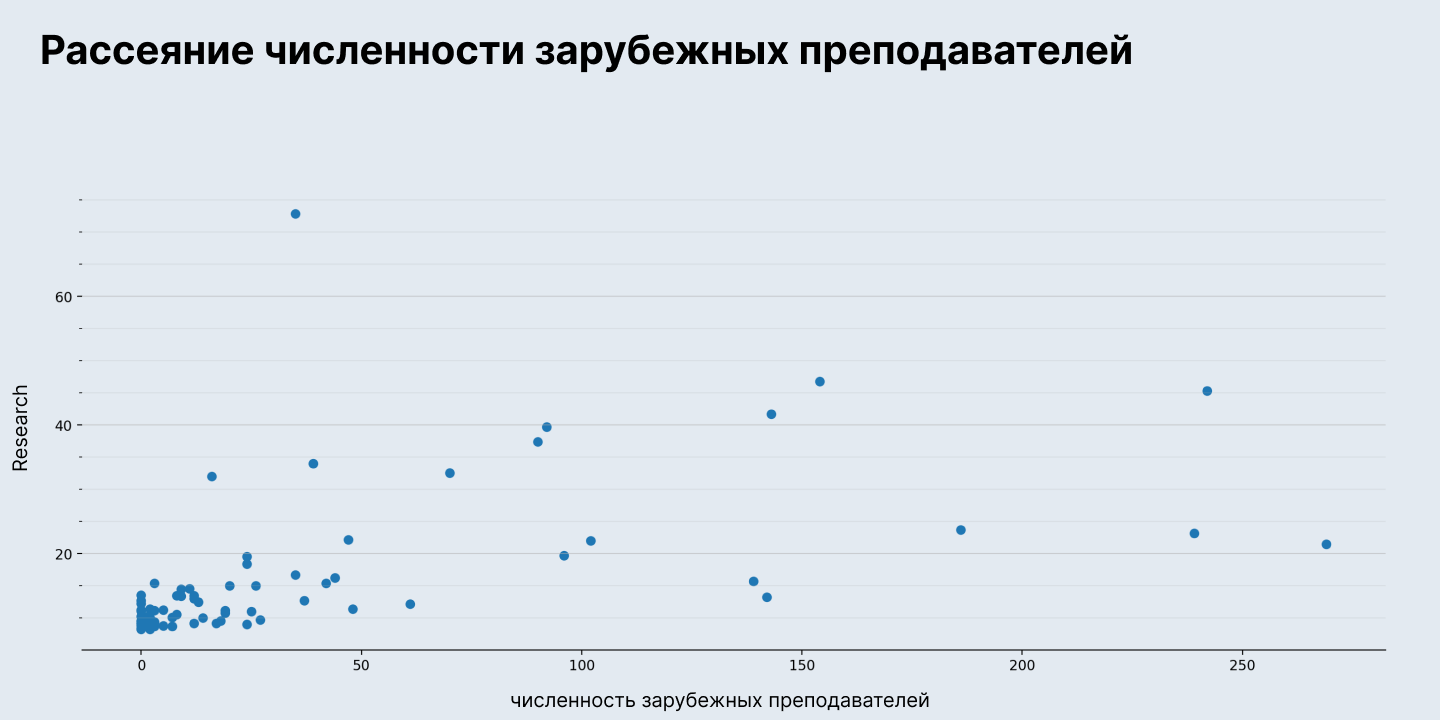 Рассеяние численности зарубежных преподавателей
Research
60
40
20
0 50 100 150 200 250
численность зарубежных преподавателей